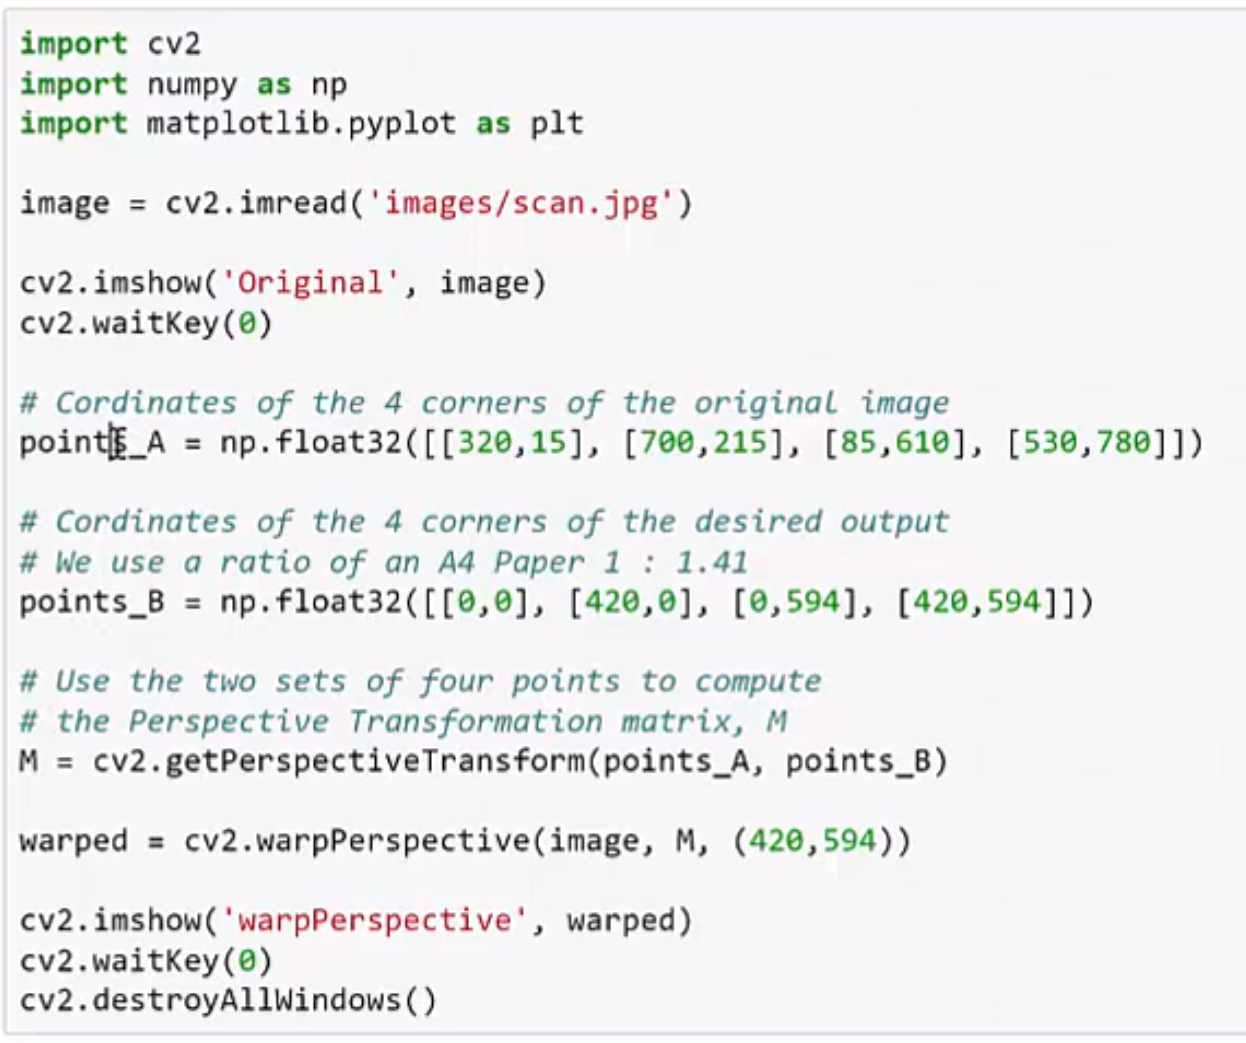 import cv2
import numpy as np
import matplotlib.pyplot as plt
image = cv2.imread('images/scan.jpg')
cv2.imshow('Original', image)
cv2.waitKey(0)
# Cordinates of the 4 corners of the original image
points_A = np.float32([[320,15], [700,215], [85,610], [530,780]])
# Cordinates of the 4 corners of the desired output
# We use a ratio of an A4 Paper 1 : 1.41
points_B = np.float32([[0,0], [420,0], [0,594], [420,594]])
# Use the two sets of four points to compute
# the Perspective Transformation matrix, M
M = cv2.getPerspectiveTransform(points_A, points_B)
warped = cv2.warpPerspective(image, M, (420,594))
cv2.imshow('warpPerspective', warped)
cv2.waitKey(0)
cv2.destroyAllWindows()